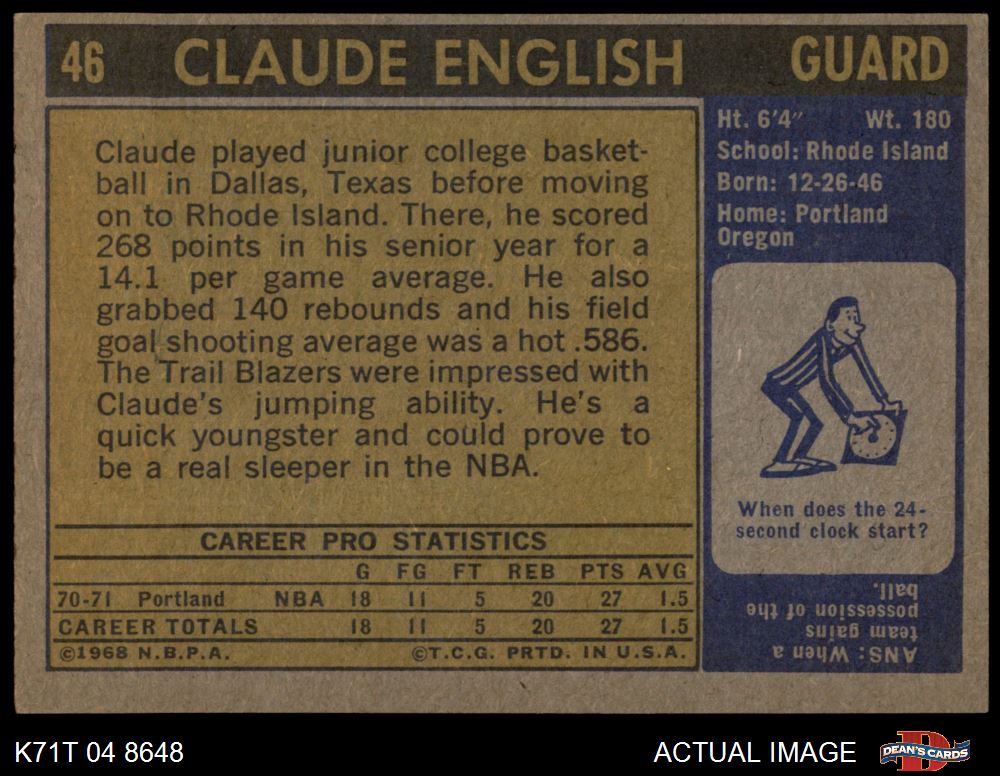 46 CLAUDE ENGLISH GUARD
Claude played junior college basket-
ball in Dallas, Texas before moving
on to Rhode Island. There, he scored
268 points in his senior year for a
14.1 per game average. He also
grabbed 140 rebounds and his field
goal shooting average was a hot .586.
The Trail Blazers were impressed with
Claude's jumping ability. He's a
quick youngster and could prove to
be a real sleeper in the NBA.
CAREER PRO STATISTICS
G FG FT REB PTS AVG
70-71 Portland NBA 18 11 5 20 27 1.5
CAREER TOTALS 18 11 5 20 27 1.5
©1968 N.B.P.A. ©T.C.G. PRTD. IN U.S.A.
Ht. 6'4" Wt. 180
School: Rhode Island
Born: 12-26-46
Home: Portland
Oregon
When does the 24-
second clock start?
ANS: When a
team gains
possession of the
ball.
K71T 04 8648 ACTUAL IMAGE DEAN'S CARDS